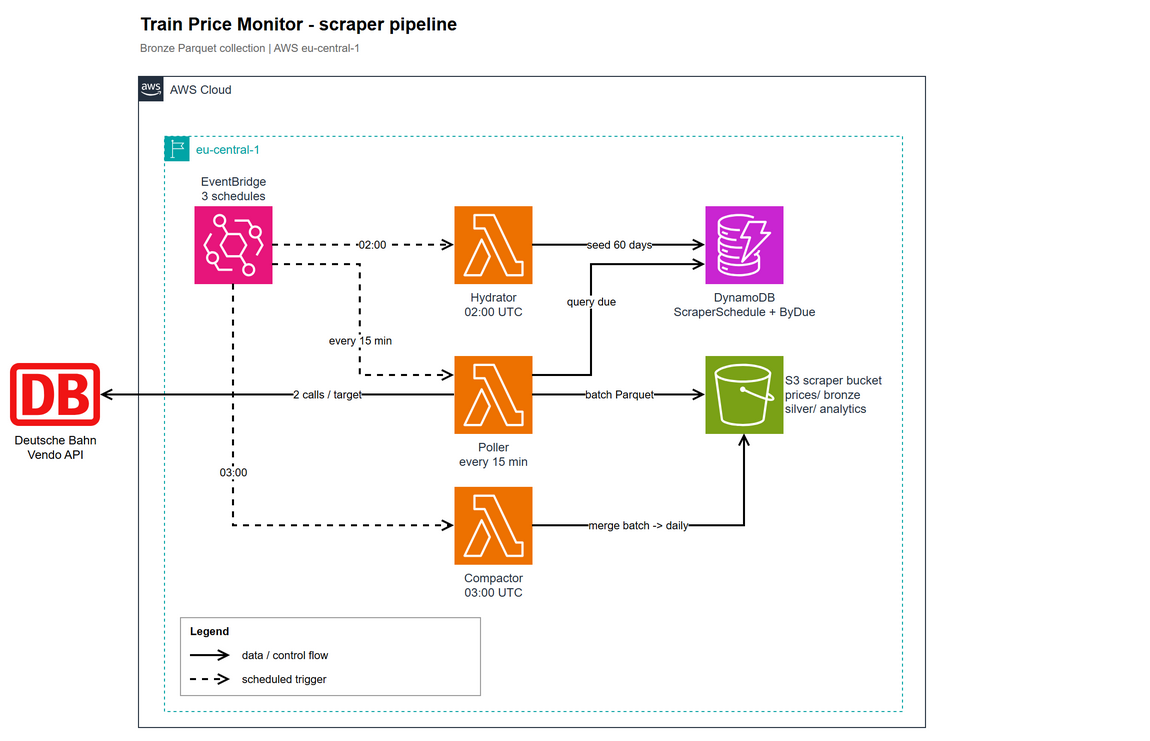 Train Price Monitor - scraper pipeline
Bronze Parquet collection | AWS eu-central-1
aws
AWS Cloud
eu-central-1
EventBridge
3 schedules
02:00
seed 60 days
Hydrator
02:00 UTC
query due
DynamoDB
ScraperSchedule + ByDue
every 15 min
DB
Deutsche Bahn
Vendo API
2 calls / target
batch Parquet
S3 scraper bucket
prices/ bronze
silver/ analytics
Poller
every 15 min
03:00
merge batch -> daily
Compactor
03:00 UTC
Legend
data / control flow
scheduled trigger